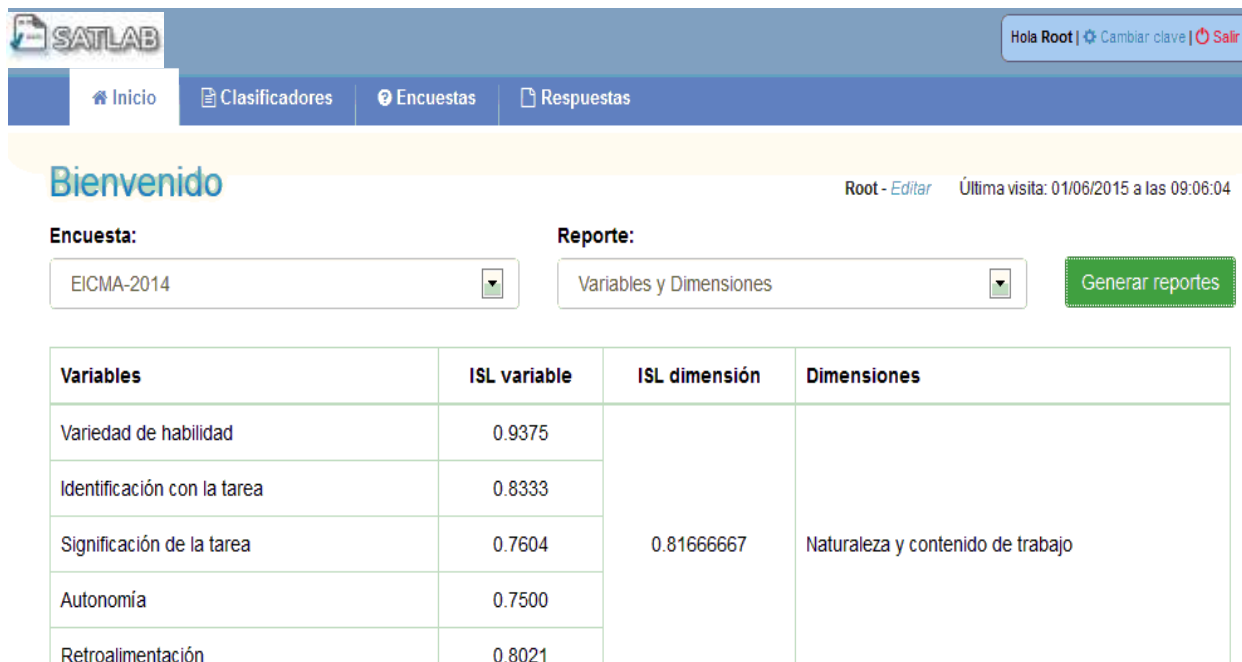 SATLAB
Hola Root | Cambiar clave | Salir
Inicio Clasificadores Encuestas Respuestas
Bienvenido
Root - Editar Última visita: 01/06/2015 a las 09:06:04
Encuesta: Reporte:
EICMA-2014 Variables y Dimensiones Generar reportes
Variables ISL variable ISL dimensión Dimensiones
Variedad de habilidad 0.9375
Identificación con la tarea 0.8333
Significación de la tarea 0.7604 0.81666667 Naturaleza y contenido de trabajo
Autonomía 0.7500
Retroalimentación 0.8021